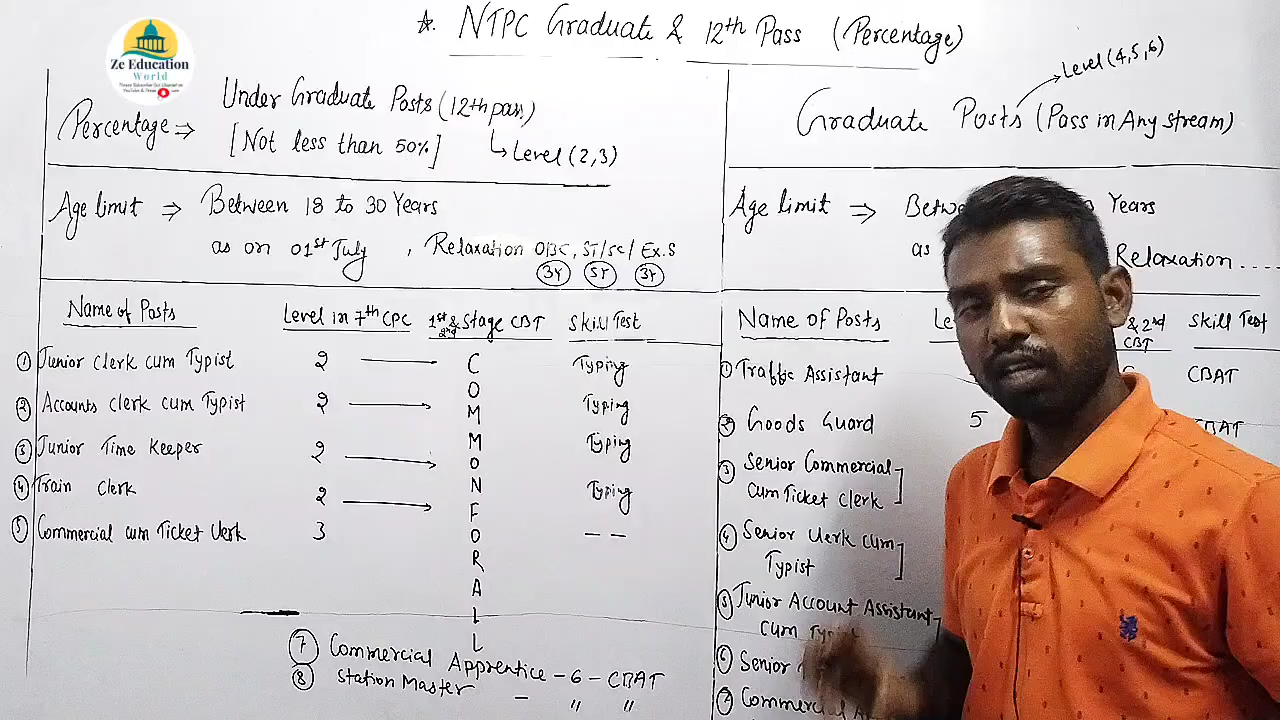 ☆. NTPC Graduate & 12th Pass (Percentage)
Ze Education
World
Percentage ⇒ Under Graduate Posts (12th pass)
[Not less than 50%]
Level (2,3)
Age limit ⇒ Between 18 to 30 Years
as on 01st July , Relaxation OBC, ST/SC/ Ex.S
3Y 5Y 3Y
Name of Posts Level in 7th CPC 1st & 2nd Stage CBT Skill Test
① Junior Clerk cum Typist 2 Typing
② Accounts Clerk cum Typist 2 Typing
③ Junior Time Keeper 2 Typing
④ Train Clerk 2 Typing
⑤ Commercial cum Ticket Clerk 3 – –
COMMON FOR ALL
⑦ Commercial Apprentice – 6 – CBAT
⑧ Station Master – " "
Level (4,5,6)
Graduate Posts (Pass in Any stream)
Age limit ⇒ Years
as Relaxation .....
Name of Posts & 2nd CBT Skill Test
① Traffic Assistant CBAT
② Goods Guard 5
③ Senior Commercial
cum Ticket Clerk
④ Senior Clerk cum
Typist
⑤ Junior Account Assistant
cum
⑥ Senior
⑦ Commercial